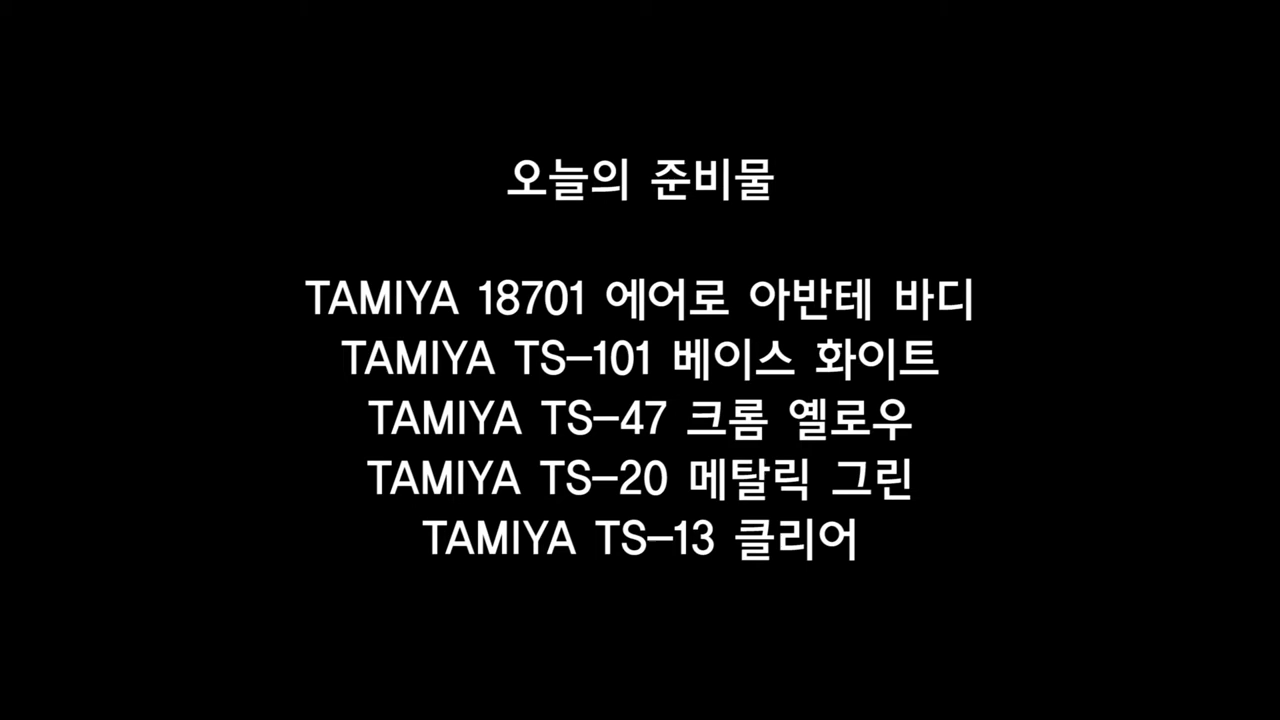 오늘의 준비물
TAMIYA 18701 에어로 아반테 바디
TAMIYA TS-101 베이스 화이트
TAMIYA TS-47 크롬 옐로우
TAMIYA TS-20 메탈릭 그린
TAMIYA TS-13 클리어